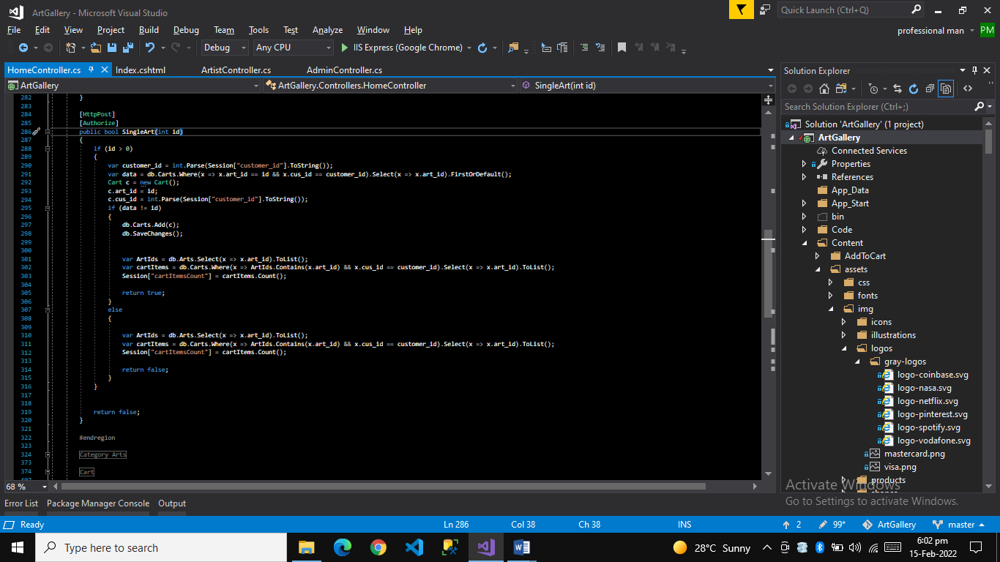 ArtGallery - Microsoft Visual Studio
Quick Launch (Ctrl+Q)
File Edit View Project Build Debug Team Tools Test Analyze Window Help
professional man PM
Debug Any CPU IIS Express (Google Chrome)
HomeController.cs Index.cshtml ArtistController.cs AdminController.cs
ArtGallery ArtGallery.Controllers.HomeController SingleArt(int id)
282 }
283
284 [HttpPost]
285 [Authorize]
286 public bool SingleArt(int id)
287 {
288 if (id > 0)
289 {
290 var customer_id = int.Parse(Session["customer_id"].ToString());
291 var data = db.Carts.Where(x => x.art_id == id && x.cus_id == customer_id).Select(x => x.art_id).FirstOrDefault();
292 Cart c = new Cart();
293 c.art_id = id;
294 c.cus_id = int.Parse(Session["customer_id"].ToString());
295 if (data != id)
296 {
297 db.Carts.Add(c);
298 db.SaveChanges();
299
300
301 var ArtIds = db.Arts.Select(x => x.art_id).ToList();
302 var cartItems = db.Carts.Where(x => ArtIds.Contains(x.art_id) && x.cus_id == customer_id).Select(x => x.art_id).ToList();
303 Session["cartItemsCount"] = cartItems.Count();
304
305 return true;
306 }
307 else
308 {
309
310 var ArtIds = db.Arts.Select(x => x.art_id).ToList();
311 var cartItems = db.Carts.Where(x => ArtIds.Contains(x.art_id) && x.cus_id == customer_id).Select(x => x.art_id).ToList();
312 Session["cartItemsCount"] = cartItems.Count();
313
314 return false;
315 }
316 }
317
318
319 return false;
320 }
321
322 #endregion
323
324 Category Arts
373
374 Cart
68 %
Solution Explorer
Search Solution Explorer (Ctrl+;)
Solution 'ArtGallery' (1 project)
ArtGallery
Connected Services
Properties
References
App_Data
App_Start
bin
Code
Content
AddToCart
assets
css
fonts
img
icons
illustrations
logos
gray-logos
logo-coinbase.svg
logo-nasa.svg
logo-netflix.svg
logo-pinterest.svg
logo-spotify.svg
logo-vodafone.svg
mastercard.png
visa.png
products
Activate Windows
Go to Settings to activate Windows.
Error List Package Manager Console Output
Ready Ln 286 Col 38 Ch 38 INS 2 99* ArtGallery master
Type here to search
28°C Sunny
6:02 pm
15-Feb-2022